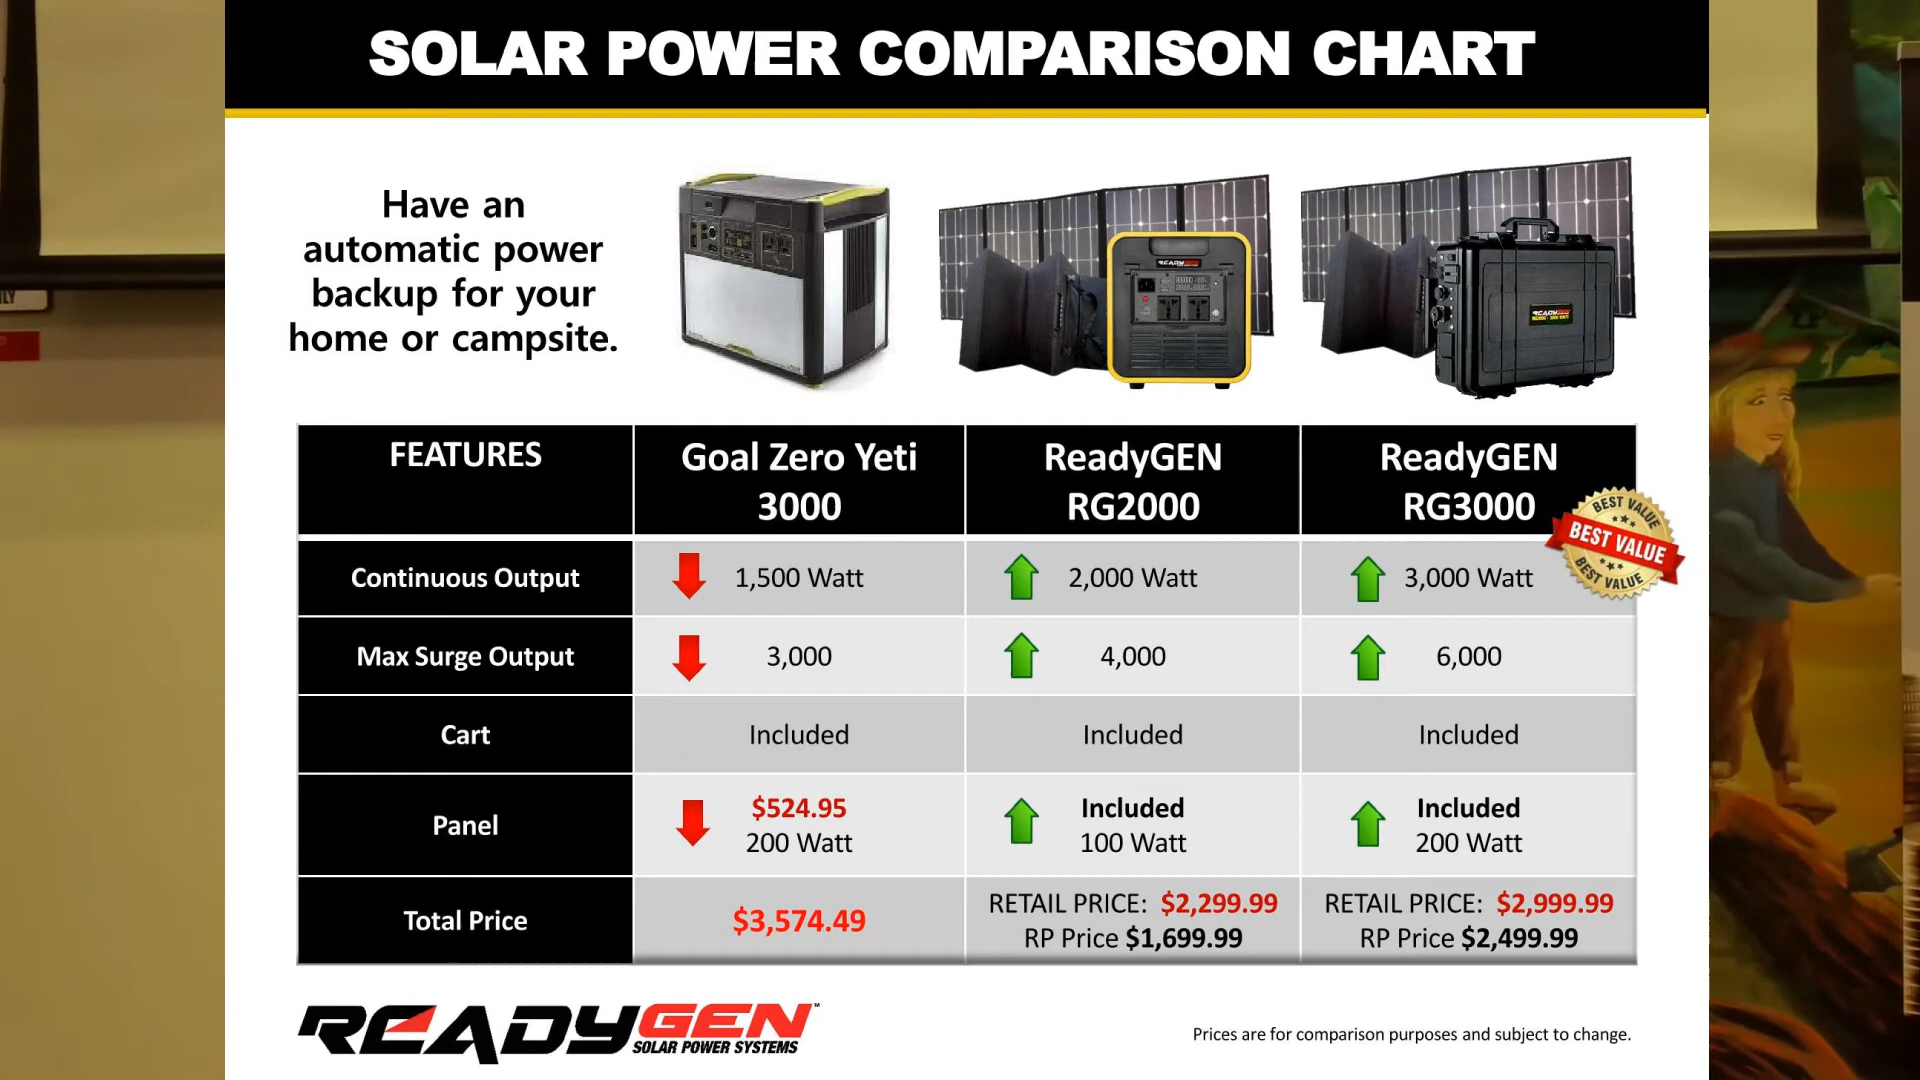 SOLAR POWER COMPARISON CHART
Have an
automatic power
backup for your
home or campsite.
READYGEN
READYGEN
FEATURES
Goal Zero Yeti
3000
ReadyGEN
RG2000
ReadyGEN
RG3000
BEST VALUE
BEST VALUE
BEST VALUE
Continuous Output
1,500 Watt
2,000 Watt
3,000 Watt
Max Surge Output
3,000
4,000
6,000
Cart
Included
Included
Included
Panel
$524.95
200 Watt
Included
100 Watt
Included
200 Watt
Total Price
$3,574.49
RETAIL PRICE: $2,299.99
RP Price $1,699.99
RETAIL PRICE: $2,999.99
RP Price $2,499.99
READYGEN™
SOLAR POWER SYSTEMS
Prices are for comparison purposes and subject to change.